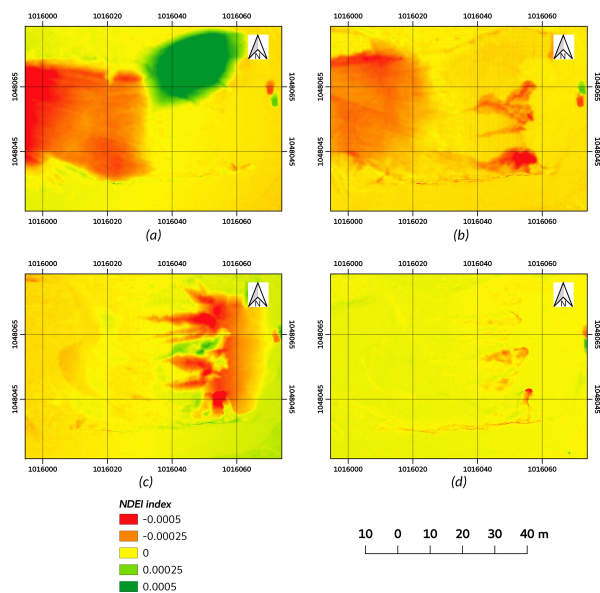 1016000 1016020 1016040 1016060 1016000 1016020 1016040 1016060
N N
1048065 1048065 1048065 1048065
1048045 1048045 1048045 1048045
1016000 1016020 1016040 1016060 1016000 1016020 1016040 1016060
(a) (b)
1016000 1016020 1016040 1016060 1016000 1016020 1016040 1016060
N N
1048065 1048065 1048065 1048065
1048045 1048045 1048045 1048045
1016000 1016020 1016040 1016060 1016000 1016020 1016040 1016060
(c) (d)
NDEI index
-0.0005
-0.00025
0
0.00025
0.0005
10 0 10 20 30 40 m